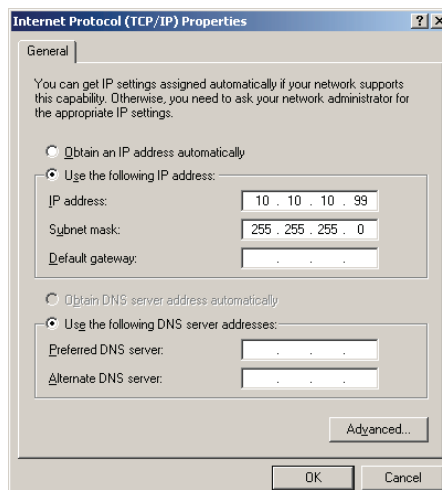 Internet Protocol (TCP/IP) Properties
General
You can get IP settings assigned automatically if your network supports
this capability. Otherwise, you need to ask your network administrator for
the appropriate IP settings.
Obtain an IP address automatically
Use the following IP address:
IP address: 10 . 10 . 10 . 99
Subnet mask: 255 . 255 . 255 . 0
Default gateway: . . .
Obtain DNS server address automatically
Use the following DNS server addresses:
Preferred DNS server: . . .
Alternate DNS server: . . .
Advanced...
OK Cancel